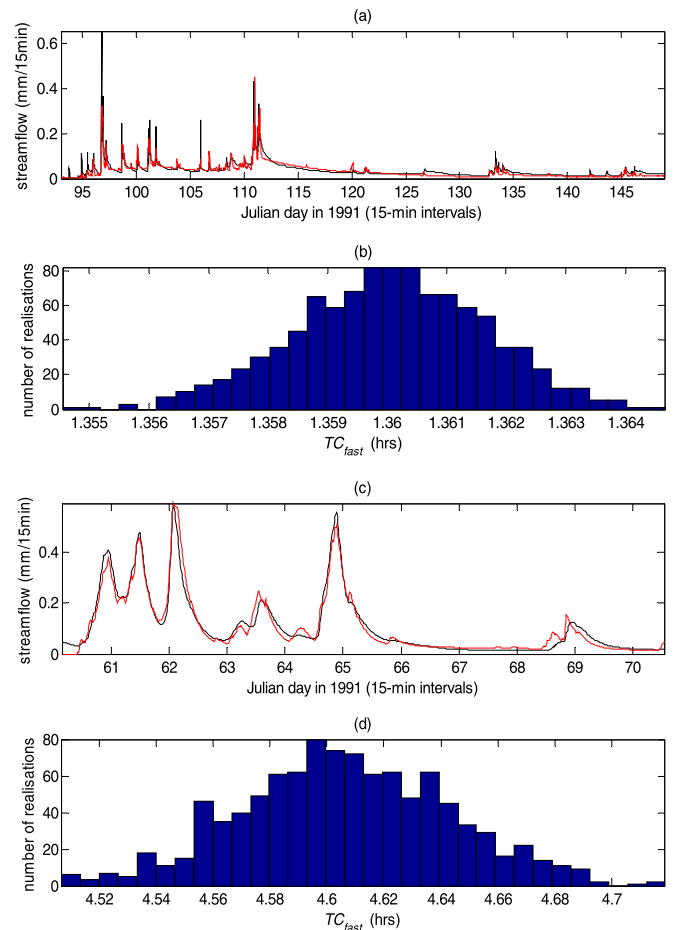 (a)
streamflow (mm/15min)
0.6
0.4
0.2
0
95 100 105 110 115 120 125 130 135 140 145
Julian day in 1991 (15-min intervals)
(b)
number of realisations
80
60
40
20
0
1.355 1.356 1.357 1.358 1.359 1.36 1.361 1.362 1.363 1.364
TCfast (hrs)
(c)
streamflow (mm/15min)
0.4
0.2
0
61 62 63 64 65 66 67 68 69 70
Julian day in 1991 (15-min intervals)
(d)
number of realisations
80
60
40
20
0
4.52 4.54 4.56 4.58 4.6 4.62 4.64 4.66 4.68 4.7
TCfast (hrs)